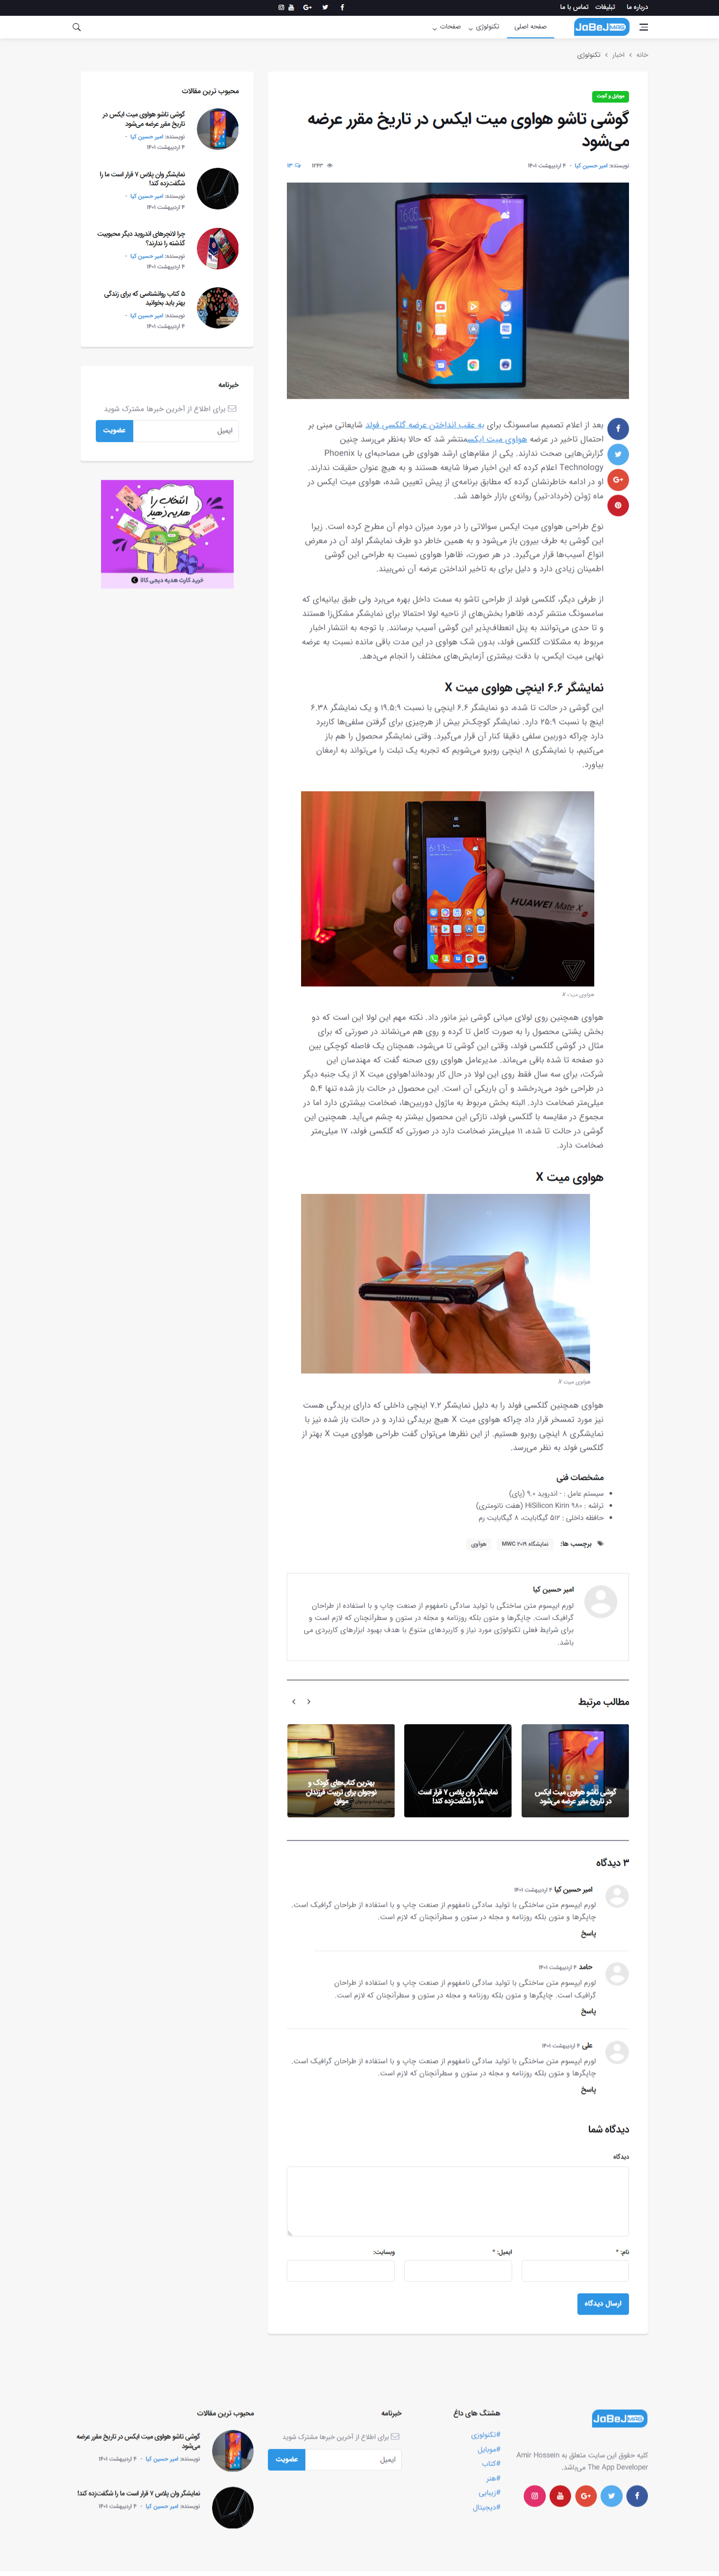 درباره ما
تبلیغات
تماس با ما
JoBeJ MAG
صفحه اصلی
تکنولوژی
صفحات
خانه › اخبار › تکنولوژی
موبایل و گجت
گوشی تاشو هواوی میت ایکس در تاریخ مقرر عرضه
می‌شود
نویسنده: امیر حسین کیا - ۴ اردیبهشت ۱۴۰۱
۱۲۴۳
۱۳
بعد از اعلام تصمیم سامسونگ برای به عقب انداختن عرضه گلکسی فولد شایعاتی مبنی بر
احتمال تاخیر در عرضه هواوی میت ایکس منتشر شد که حالا به‌نظر می‌رسد چنین
گزارش‌هایی صحت ندارند. یکی از مقام‌های ارشد هواوی طی مصاحبه‌ای با Phoenix
Technology اعلام کرده که این اخبار صرفا شایعه هستند و به هیچ عنوان حقیقت ندارند.
او در ادامه خاطرنشان کرده که مطابق برنامه‌ی از پیش تعیین شده، هواوی میت ایکس در
ماه ژوئن (خرداد-تیر) روانه‌ی بازار خواهد شد.
نوع طراحی هواوی میت ایکس سوالاتی را در مورد میزان دوام آن مطرح کرده است. زیرا
این گوشی به طرف بیرون باز می‌شود و به همین خاطر دو طرف نمایشگر اولد آن در معرض
انواع آسیب‌ها قرار می‌گیرد. در هر صورت، ظاهرا هواوی نسبت به طراحی این گوشی
اطمینان زیادی دارد و دلیل برای به تاخیر انداختن عرضه آن نمی‌بیند.
از طرفی دیگر، گلکسی فولد از طراحی تاشو به سمت داخل بهره می‌برد ولی طبق بیانیه‌ای که
سامسونگ منتشر کرده، ظاهرا بخش‌های از ناحیه لولا احتمالا برای نمایشگر مشکل‌زا هستند
و تا حدی می‌توانند به پنل انعطاف‌پذیر این گوشی آسیب برسانند. با توجه به انتشار اخبار
مربوط به مشکلات گلکسی فولد، بدون شک هواوی در این مدت باقی مانده نسبت به عرضه
نهایی میت ایکس، با دقت بیشتری آزمایش‌های مختلف را انجام می‌دهد.
نمایشگر ۶.۶ اینچی هواوی میت X
این گوشی در حالت تا شده، دو نمایشگر ۶.۶ اینچی با نسبت ۱۹.۵:۹ و یک نمایشگر ۶.۳۸
اینچ با نسبت ۲۵:۹ دارد. نمایشگر کوچک‌تر بیش از هرچیزی برای گرفتن سلفی‌ها کاربرد
دارد چراکه دوربین سلفی دقیقا کنار آن قرار می‌گیرد. وقتی نمایشگر محصول را هم باز
می‌کنیم، با نمایشگری ۸ اینچی روبرو می‌شویم که تجربه یک تبلت را می‌تواند به ارمغان
بیاورد.
HUAWEI Mate X
هواوی میت X
هواوی همچنین روی لولای میانی گوشی نیز مانور داد. نکته مهم این لولا این است که دو
بخش پشتی محصول را به صورت کامل تا کرده و روی هم می‌نشاند در صورتی که برای
مثال در گوشی گلکسی فولد، وقتی این گوشی تا می‌شود، همچنان یک فاصله کوچکی بین
دو صفحه تا شده باقی می‌ماند. مدیرعامل هواوی روی صحنه گفت که مهندسان این
شرکت، برای سه سال فقط روی این لولا در حال کار بوده‌اند!هواوی میت X از یک جنبه دیگر
در طراحی خود می‌درخشد و آن باریکی آن است. این محصول در حالت باز شده تنها ۵.۴
میلی‌متر ضخامت دارد. البته بخش مربوط به ماژول دوربین‌ها، ضخامت بیشتری دارد اما در
مجموع در مقایسه با گلکسی فولد، نازکی این محصول بیشتر به چشم می‌آید. همچنین این
گوشی در حالت تا شده، ۱۱ میلی‌متر ضخامت دارد در صورتی که گلکسی فولد، ۱۷ میلی‌متر
ضخامت دارد.
هواوی میت X
هواوی میت X
هواوی همچنین گلکسی فولد را به دلیل نمایشگر ۷.۲ اینچی داخلی که دارای بریدگی هست
نیز مورد تمسخر قرار داد چراکه هواوی میت X هیچ بریدگی ندارد و در حالت باز شده نیز با
نمایشگری ۸ اینچی روبرو هستیم. از این نظرها می‌توان گفت طراحی هواوی میت X بهتر از
گلکسی فولد به نظر می‌رسد.
مشخصات فنی
سیستم عامل : - اندروید ۹.۰ (پای)
تراشه : HiSilicon Kirin ۹۸۰ (هفت نانومتری)
حافظه داخلی : ۵۱۲ گیگابایت، ۸ گیگابایت رم
برچسب ها: نمایشگاه MWC ۲۰۱۹ هواوی
امیر حسین کیا
لورم ایپسوم متن ساختگی با تولید سادگی نامفهوم از صنعت چاپ و با استفاده از طراحان
گرافیک است. چاپگرها و متون بلکه روزنامه و مجله در ستون و سطرآنچنان که لازم است و
برای شرایط فعلی تکنولوژی مورد نیاز و کاربردهای متنوع با هدف بهبود ابزارهای کاربردی می
باشد.
مطالب مرتبط
گوشی تاشو هواوی میت ایکس
در تاریخ مقرر عرضه می‌شود
نمایشگر وان پلاس ۷ قرار است
ما را شگفت‌زده کند!
بهترین کتاب‌های کودک و
نوجوان برای تربیت فرزندان
موفق
۳ دیدگاه
امیر حسین کیا ۴ اردیبهشت ۱۴۰۱
لورم ایپسوم متن ساختگی با تولید سادگی نامفهوم از صنعت چاپ و با استفاده از طراحان گرافیک است.
چاپگرها و متون بلکه روزنامه و مجله در ستون و سطرآنچنان که لازم است.
پاسخ
حامد ۴ اردیبهشت ۱۴۰۱
لورم ایپسوم متن ساختگی با تولید سادگی نامفهوم از صنعت چاپ و با استفاده از طراحان
گرافیک است. چاپگرها و متون بلکه روزنامه و مجله در ستون و سطرآنچنان که لازم است.
پاسخ
علی ۴ اردیبهشت ۱۴۰۱
لورم ایپسوم متن ساختگی با تولید سادگی نامفهوم از صنعت چاپ و با استفاده از طراحان گرافیک است.
چاپگرها و متون بلکه روزنامه و مجله در ستون و سطرآنچنان که لازم است.
پاسخ
دیدگاه شما
دیدگاه
نام: *
ایمیل: *
وبسایت:
ارسال دیدگاه
محبوب ترین مقالات
گوشی تاشو هواوی میت ایکس در
تاریخ مقرر عرضه می‌شود
نویسنده: امیر حسین کیا -
۴ اردیبهشت ۱۴۰۱
نمایشگر وان پلاس ۷ قرار است ما را
شگفت‌زده کند!
نویسنده: امیر حسین کیا -
۴ اردیبهشت ۱۴۰۱
چرا لانچرهای اندروید دیگر محبوبیت
گذشته را ندارند؟
نویسنده: امیر حسین کیا -
۴ اردیبهشت ۱۴۰۱
۵ کتاب روانشناسی که برای زندگی
بهتر باید بخوانید
نویسنده: امیر حسین کیا -
۴ اردیبهشت ۱۴۰۱
خبرنامه
برای اطلاع از آخرین خبرها مشترک شوید
ایمیل
عضویت
انتخاب را
هدیه دهید
خرید کارت هدیه دیجی کالا
JoBeJ MAG
کلیه حقوق این سایت متعلق به Amir Hossein
The App Developer می‌باشد.
هشتگ های داغ
#تکنولوژی
#موبایل
#کتاب
#هنر
#زیبایی
#دیجیتال
خبرنامه
برای اطلاع از آخرین خبرها مشترک شوید
ایمیل
عضویت
محبوب ترین مقالات
گوشی تاشو هواوی میت ایکس در تاریخ مقرر عرضه
می‌شود
نویسنده: امیر حسین کیا - ۴ اردیبهشت ۱۴۰۱
نمایشگر وان پلاس ۷ قرار است ما را شگفت‌زده کند!
نویسنده: امیر حسین کیا - ۴ اردیبهشت ۱۴۰۱